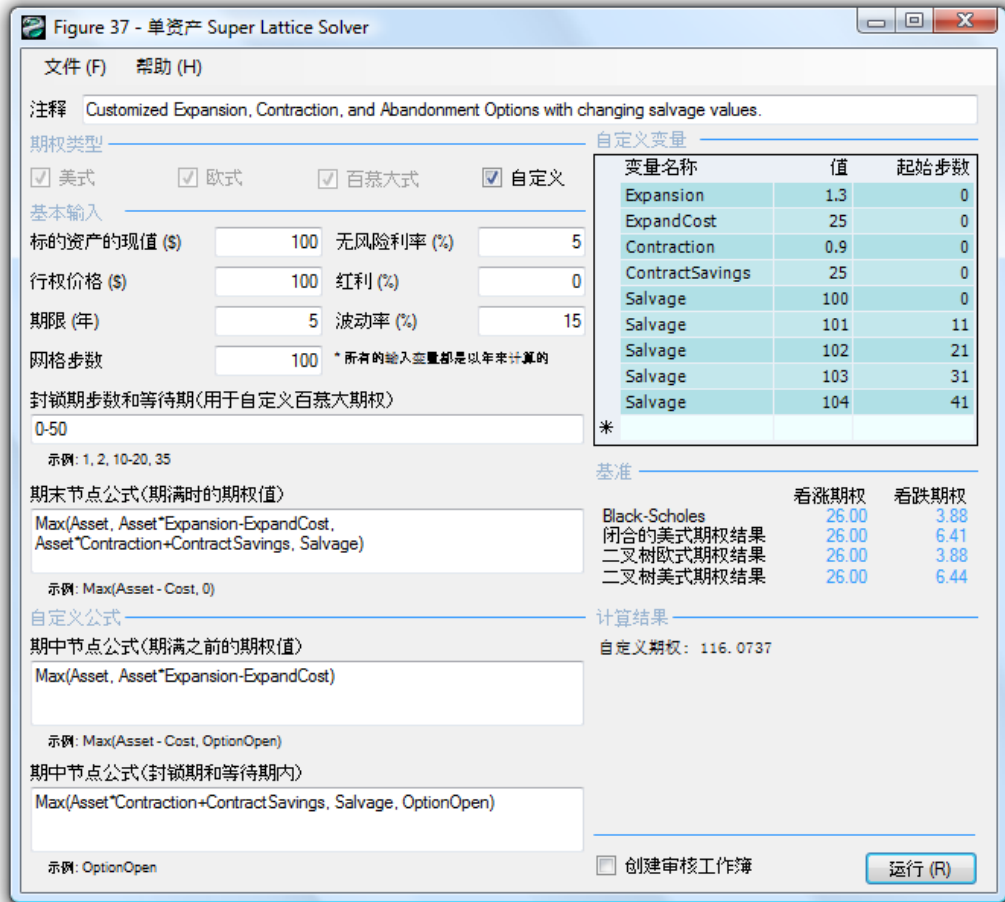 Figure 37 - 单资产 Super Lattice Solver
文件 (F) 帮助 (H)
注释 Customized Expansion, Contraction, and Abandonment Options with changing salvage values.
期权类型
美式 欧式 百慕大式 自定义
基本输入
标的资产的现值 ($) 100 无风险利率 (%) 5
行权价格 ($) 100 红利 (%) 0
期限 (年) 5 波动率 (%) 15
网格步数 100 * 所有的输入变量都是以年来计算的
封锁期步数和等待期(用于自定义百慕大期权)
0-50
示例: 1, 2, 10-20, 35
期末节点公式(期满时的期权值)
Max(Asset, Asset*Expansion-ExpandCost,
Asset*Contraction+ContractSavings, Salvage)
示例: Max(Asset - Cost, 0)
自定义公式
期中节点公式(期满之前的期权值)
Max(Asset, Asset*Expansion-ExpandCost)
示例: Max(Asset - Cost, OptionOpen)
期中节点公式(封锁期和等待期内)
Max(Asset*Contraction+ContractSavings, Salvage, OptionOpen)
示例: OptionOpen
自定义变量
变量名称 值 起始步数
Expansion 1.3 0
ExpandCost 25 0
Contraction 0.9 0
ContractSavings 25 0
Salvage 100 0
Salvage 101 11
Salvage 102 21
Salvage 103 31
Salvage 104 41
*
基准
看涨期权 看跌期权
Black-Scholes 26.00 3.88
闭合的美式期权结果 26.00 6.41
二叉树欧式期权结果 26.00 3.88
二叉树美式期权结果 26.00 6.44
计算结果
自定义期权: 116.0737
创建审核工作簿 运行 (R)